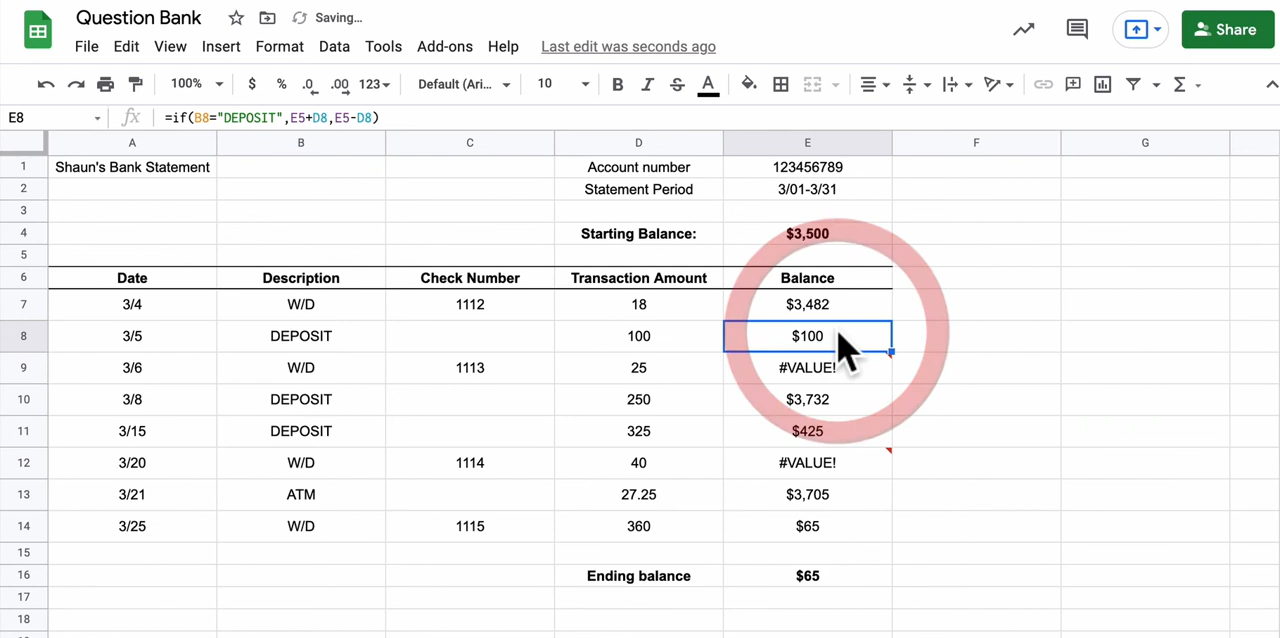 Question Bank Saving...
File Edit View Insert Format Data Tools Add-ons Help Last edit was seconds ago
Share
100% $ % .0 .00 123 Default (Ari... 10 B I S A Σ
E8 fx =if(B8="DEPOSIT",E5+D8,E5-D8)
A B C D E F G
1 Shaun's Bank Statement Account number 123456789
2 Statement Period 3/01-3/31
3
4 Starting Balance: $3,500
5
6 Date Description Check Number Transaction Amount Balance
7 3/4 W/D 1112 18 $3,482
8 3/5 DEPOSIT 100 $100
9 3/6 W/D 1113 25 #VALUE!
10 3/8 DEPOSIT 250 $3,732
11 3/15 DEPOSIT 325 $425
12 3/20 W/D 1114 40 #VALUE!
13 3/21 ATM 27.25 $3,705
14 3/25 W/D 1115 360 $65
15
16 Ending balance $65
17
18